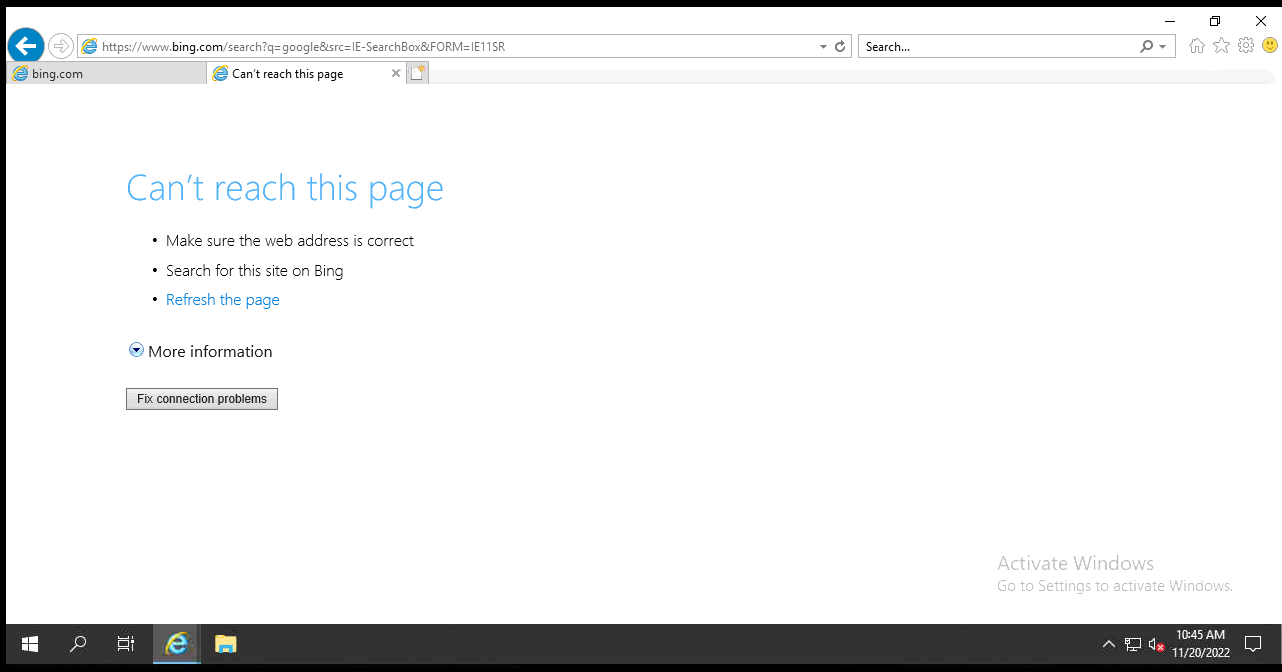 https://www.bing.com/search?q=google&src=IE-SearchBox&FORM=IE11SR
Search...
bing.com
Can't reach this page
Can't reach this page
• Make sure the web address is correct
• Search for this site on Bing
• Refresh the page
More information
Fix connection problems
Activate Windows
Go to Settings to activate Windows.
10:45 AM
11/20/2022